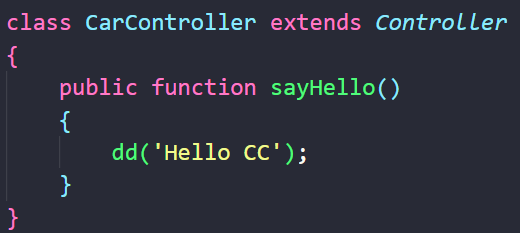 class CarController extends Controller
{
    public function sayHello()
    {
        dd('Hello CC');
    }
}